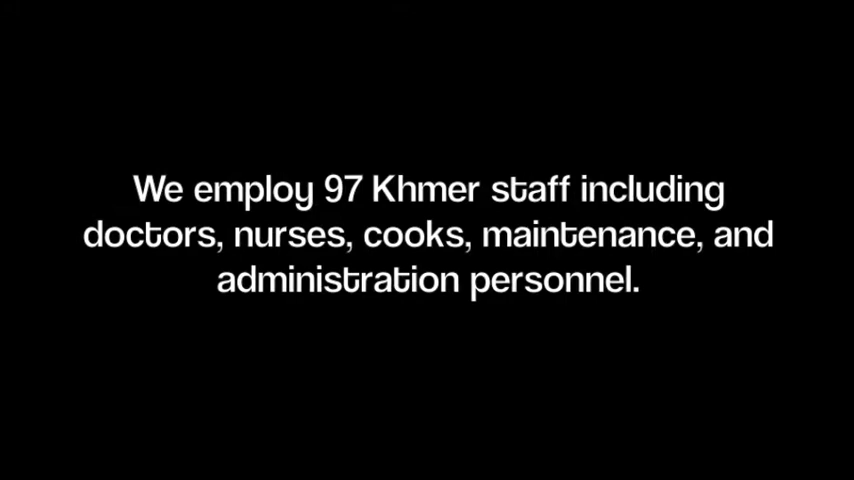 We employ 97 Khmer staff including
doctors, nurses, cooks, maintenance, and
administration personnel.